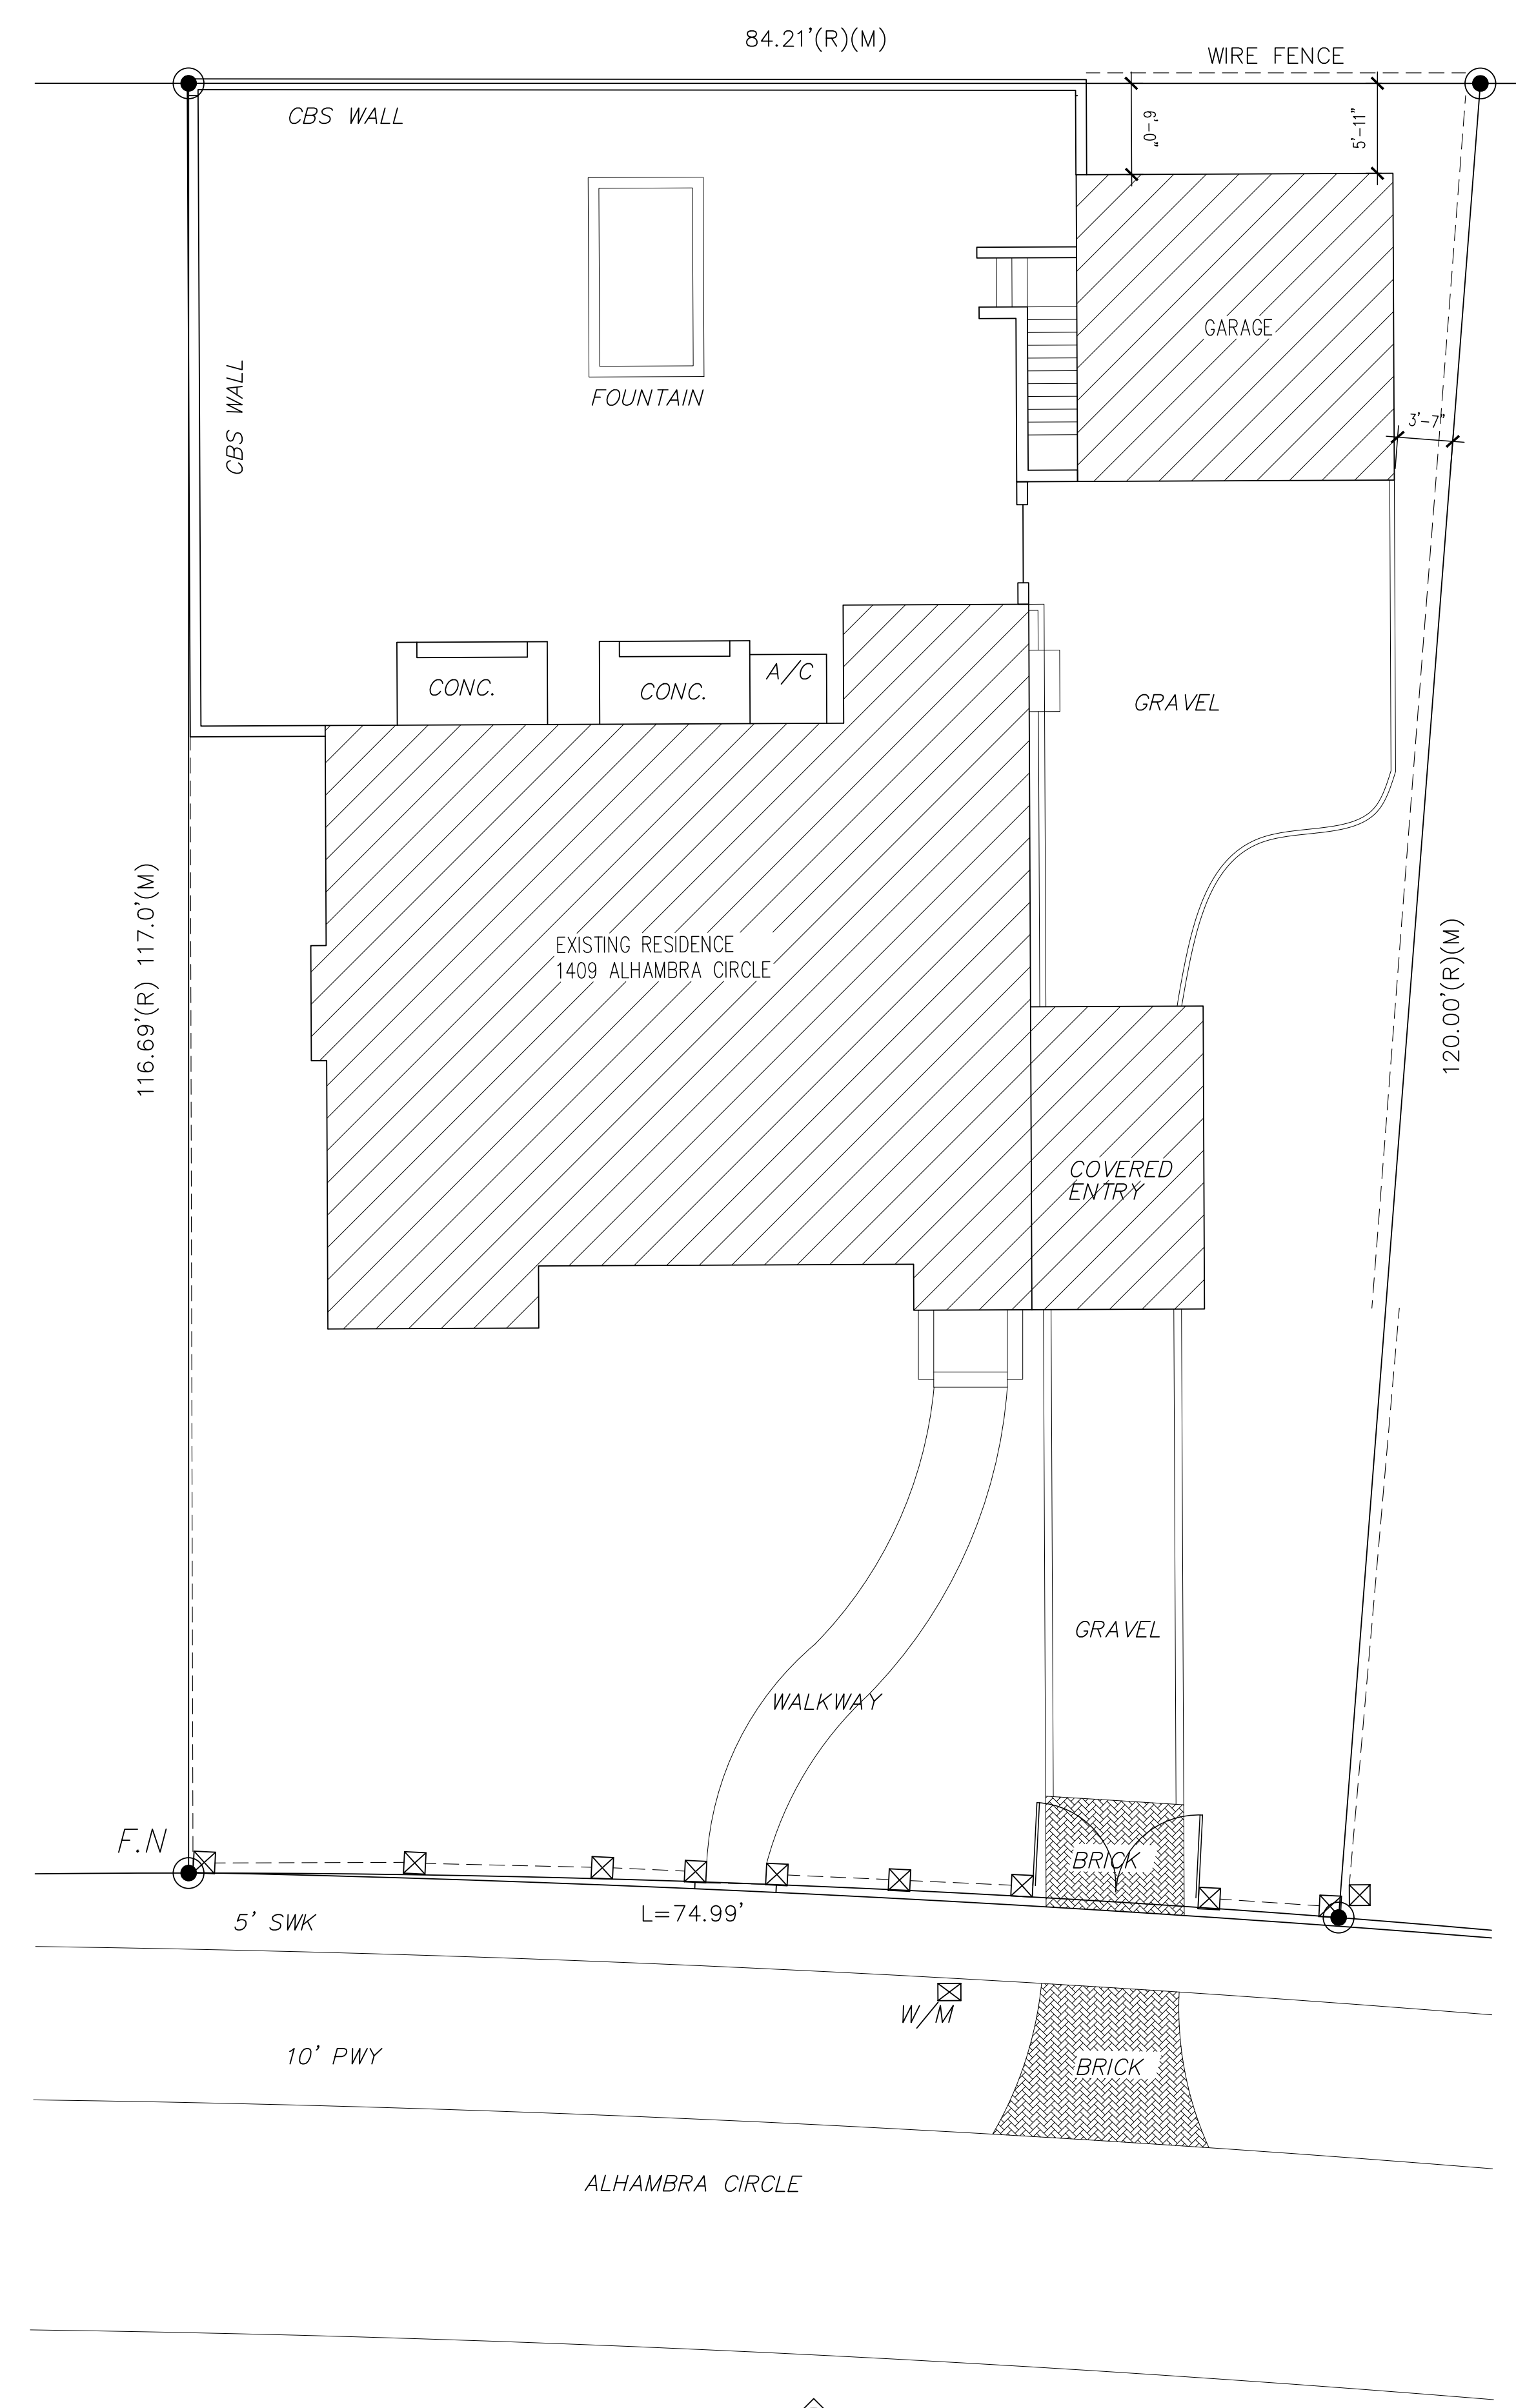 84.21'(R)(M)
WIRE FENCE
CBS WALL
6'-0"
5'-11"
GARAGE
CBS WALL
FOUNTAIN
3'-7"
CONC.
CONC.
A/C
GRAVEL
116.69'(R) 117.0'(M)
EXISTING RESIDENCE
1409 ALHAMBRA CIRCLE
120.00'(R)(M)
COVERED
ENTRY
GRAVEL
WALKWAY
F.N
BRICK
L=74.99'
5' SWK
W/M
10' PWY
BRICK
ALHAMBRA CIRCLE